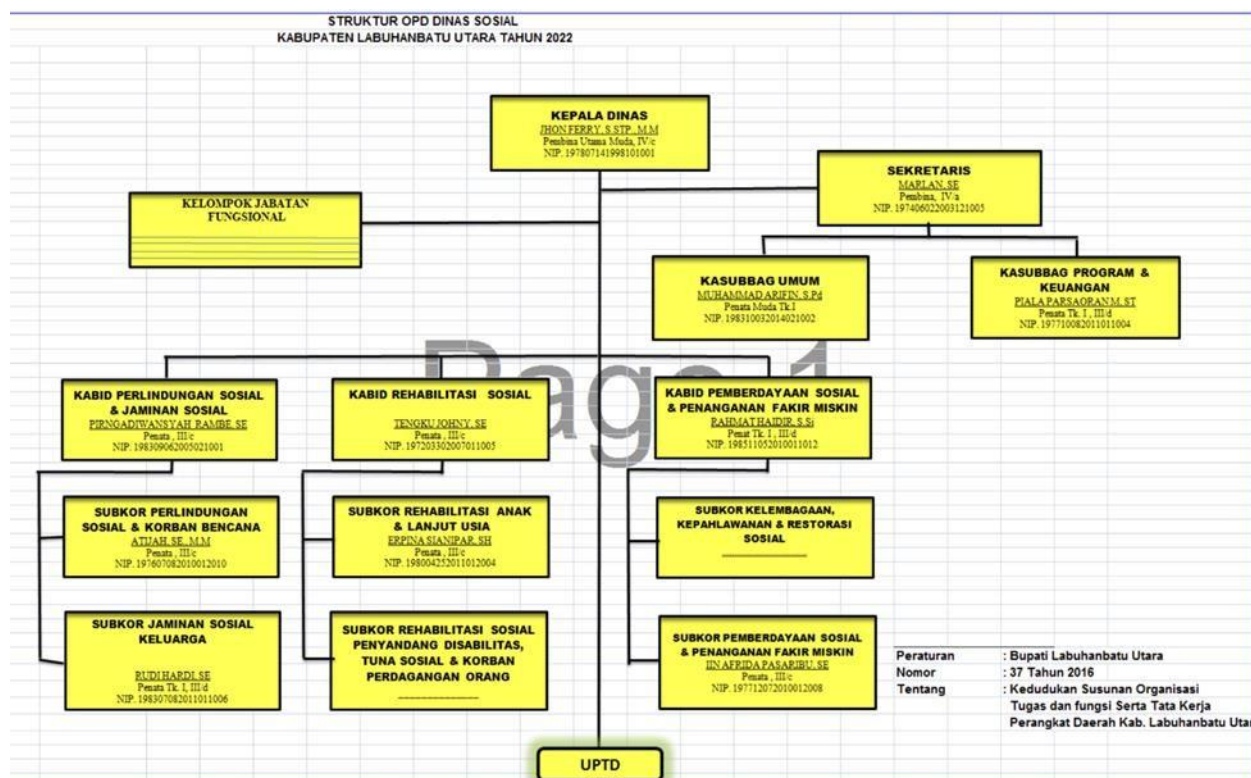 STRUKTUR OPD DINAS SOSIAL
KABUPATEN LABUHANBATU UTARA TAHUN 2022
KEPALA DINAS
JHON FERRY, S.STP., M.M
Pembina Utama Muda, IV/c
NIP. 197807141998101001
SEKRETARIS
MARLAN, SE
Pembina, IV/a
NIP. 197406022003121005
KELOMPOK JABATAN
FUNGSIONAL
KASUBBAG UMUM
MUHAMMAD ARIFIN, S.Pd
Penata Muda Tk.I
NIP. 198310032014021002
KASUBBAG PROGRAM &
KEUANGAN
PIALA PARSAORAN M, ST
Penata Tk. I , III/d
NIP. 197710082011011004
Page 1
KABID PERLINDUNGAN SOSIAL
& JAMINAN SOSIAL
PIRNGADIWANSYAH RAMBE, SE
Penata , III/c
NIP. 198309062005021001
KABID REHABILITASI SOSIAL
TENGKU JOHNY, SE
Penata , III/c
NIP. 197203302007011005
KABID PEMBERDAYAAN SOSIAL
& PENANGANAN FAKIR MISKIN
RAHMAT HAIDIR, S.Si
Penat Tk. I , III/d
NIP. 198511052010011012
SUBKOR PERLINDUNGAN
SOSIAL & KORBAN BENCANA
ATIJAH, SE., M.M
Penata , III/c
NIP. 197607082010012010
SUBKOR REHABILITASI ANAK
& LANJUT USIA
ERPINA SIANIPAR, SH
Penata , III/c
NIP. 198004252011012004
SUBKOR KELEMBAGAAN,
KEPAHLAWANAN & RESTORASI
SOSIAL
SUBKOR JAMINAN SOSIAL
KELUARGA
RUDI HARDI, SE
Penata Tk. I, III/d
NIP. 198307082011011006
SUBKOR REHABILITASI SOSIAL
PENYANDANG DISABILITAS,
TUNA SOSIAL & KORBAN
PERDAGANGAN ORANG
SUBKOR PEMBERDAYAAN SOSIAL
& PENANGANAN FAKIR MISKIN
IIN AFRIDA PASARIBU, SE
Penata , III/c
NIP. 197712072010012008
Peraturan : Bupati Labuhanbatu Utara
Nomor : 37 Tahun 2016
Tentang : Kedudukan Susunan Organisasi
Tugas dan fungsi Serta Tata Kerja
Perangkat Daerah Kab. Labuhanbatu Utar
UPTD